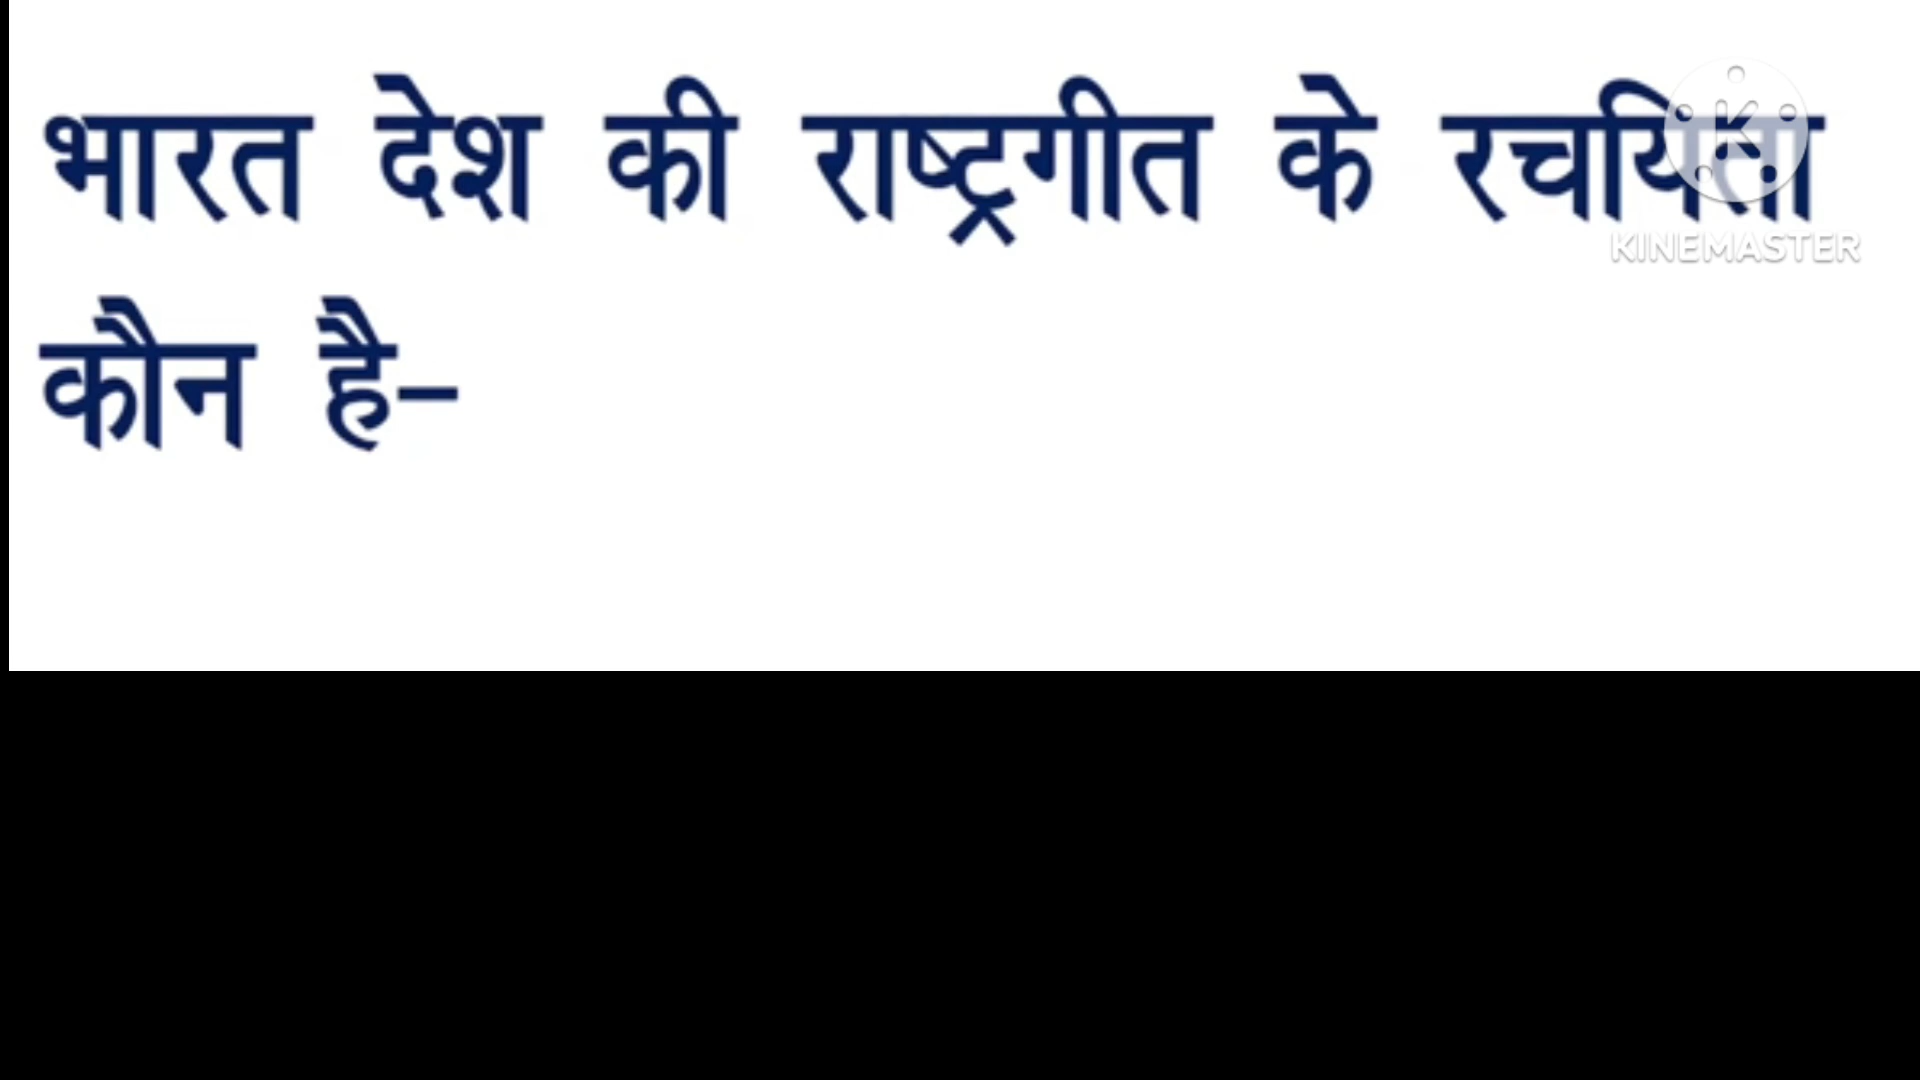 भारत देश की राष्ट्रगीत के रचयिता
KINEMASTER
कौन है-